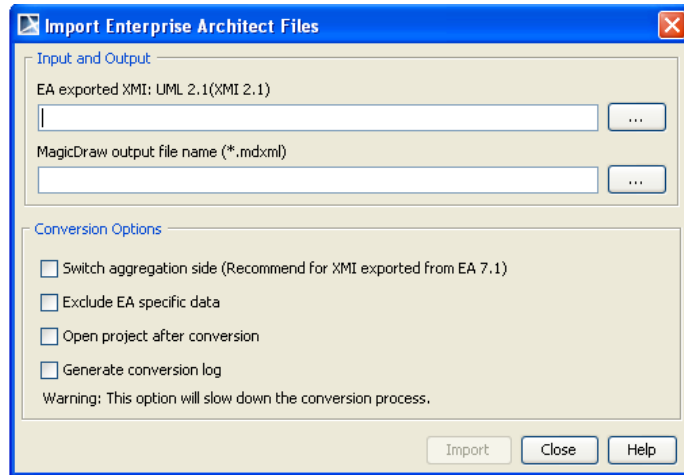 Import Enterprise Architect Files
Input and Output
EA exported XMI: UML 2.1(XMI 2.1)
...
MagicDraw output file name (*.mdxml)
...
Conversion Options
Switch aggregation side (Recommend for XMI exported from EA 7.1)
Exclude EA specific data
Open project after conversion
Generate conversion log
Warning: This option will slow down the conversion process.
Import Close Help